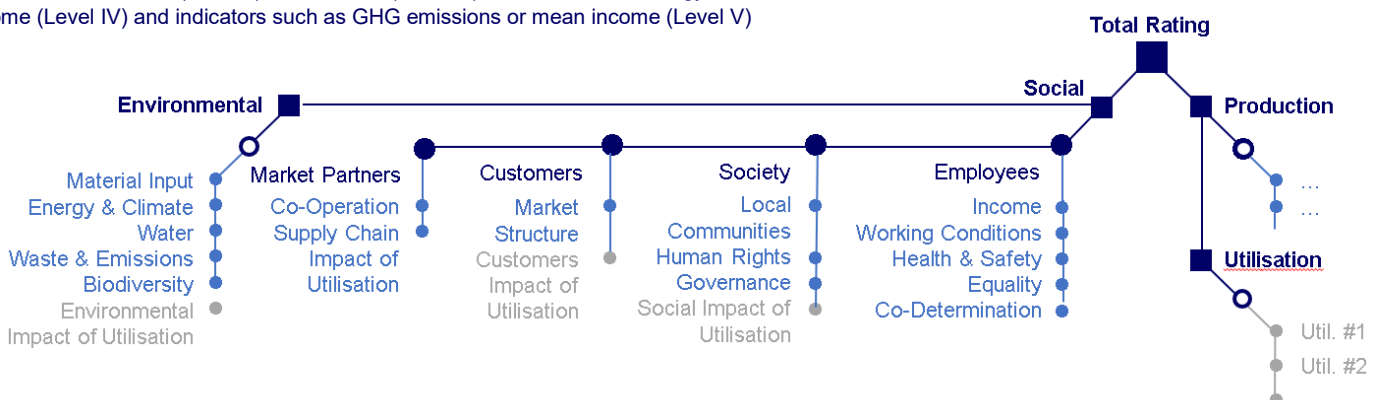 ome (Level IV) and indicators such as GHG emissions or mean income (Level V)
Total Rating
Social
Environmental
Production
Market Partners
Customers
Society
Employees
Material Input
Energy & Climate
Water
Waste & Emissions
Biodiversity
Environmental
Impact of Utilisation
Co-Operation
Supply Chain
Impact of
Utilisation
Market
Structure
Customers
Impact of
Utilisation
Local
Communities
Human Rights
Governance
Social Impact of
Utilisation
Income
Working Conditions
Health & Safety
Equality
Co-Determination
...
...
Utilisation
Util. #1
Util. #2